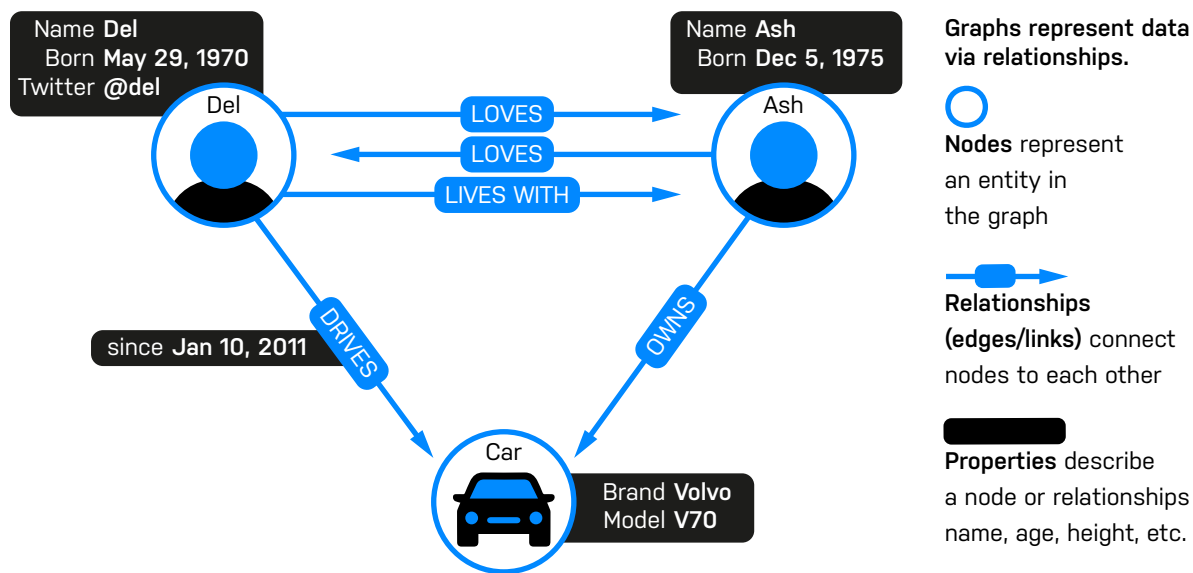 Name Del
Born May 29, 1970
Twitter @del
Del
Name Ash
Born Dec 5, 1975
Ash
LOVES
LOVES
LIVES WITH
DRIVES
since Jan 10, 2011
OWNS
Car
Brand Volvo
Model V70
Graphs represent data
via relationships.
Nodes represent
an entity in
the graph
Relationships
(edges/links) connect
nodes to each other
Properties describe
a node or relationships
name, age, height, etc.